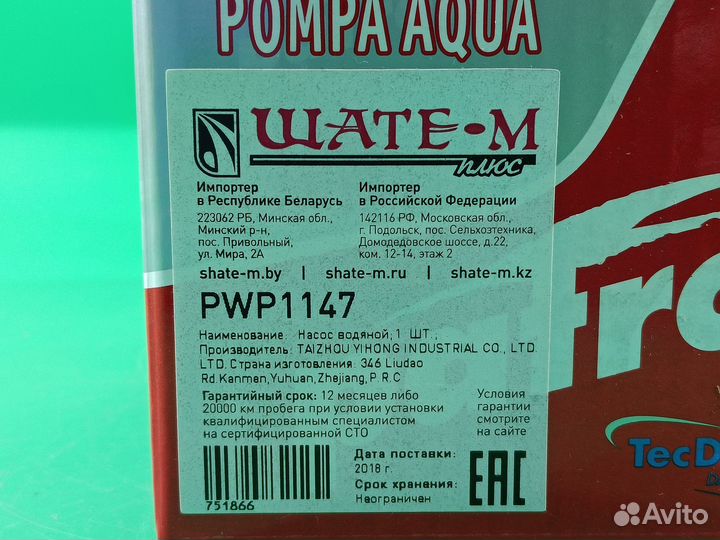 POMPA AQUA
ШАТЕ-М
плюс
Импортер
в Республике Беларусь
223062 РБ, Минская обл.,
Минский р-н,
пос. Привольный,
ул. Мира, 2А
Импортер
в Российской Федерации
142116 РФ, Московская обл.,
г. Подольск, пос. Сельхозтехника,
Домодедовское шоссе, д.22,
ком. 12-14, этаж 2
shate-m.by | shate-m.ru | shate-m.kz
PWP1147
Наименование: Насос водяной; 1 ШТ.;
Производитель: TAIZHOU YIHONG INDUSTRIAL CO., LTD.
LTD. Страна изготовления: 346 Liudao
Rd.Kanmen,Yuhuan,Zhejiang,P.R.C
Гарантийный срок: 12 месяцев либо
20000 км пробега при условии установки
квалифицированным специалистом
на сертифицированной СТО
Условия
гарантии
смотрите
на сайте
751866
Дата поставки:
2018 г.
Срок хранения:
Неограничен
EAC
fro
TecD
D
Avito